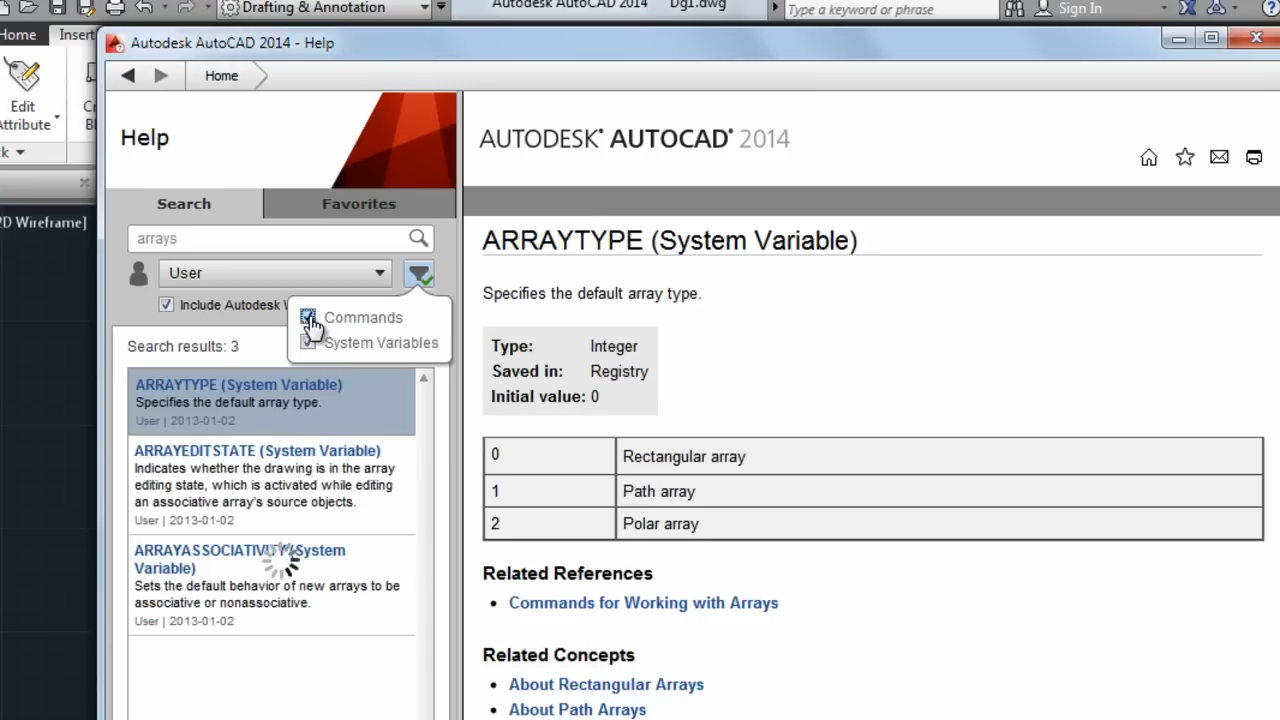 Drafting & Annotation
Autodesk AutoCAD 2014 Dg1.dwg
Type a keyword or phrase
Sign In
Home Insert
Autodesk AutoCAD 2014 - Help
Home
Edit
Attribute
2D Wireframe]
Help
Search
Favorites
arrays
User
Include Autodesk
Commands
System Variables
Search results: 3
ARRAYTYPE (System Variable)
Specifies the default array type.
User | 2013-01-02
ARRAYEDITSTATE (System Variable)
Indicates whether the drawing is in the array
editing state, which is activated while editing
an associative array's source objects.
User | 2013-01-02
ARRAYASSOCIATIVITY (System
Variable)
Sets the default behavior of new arrays to be
associative or nonassociative.
User | 2013-01-02
AUTODESK® AUTOCAD® 2014
ARRAYTYPE (System Variable)
Specifies the default array type.
Type: Integer
Saved in: Registry
Initial value: 0
0 Rectangular array
1 Path array
2 Polar array
Related References
• Commands for Working with Arrays
Related Concepts
• About Rectangular Arrays
• About Path Arrays